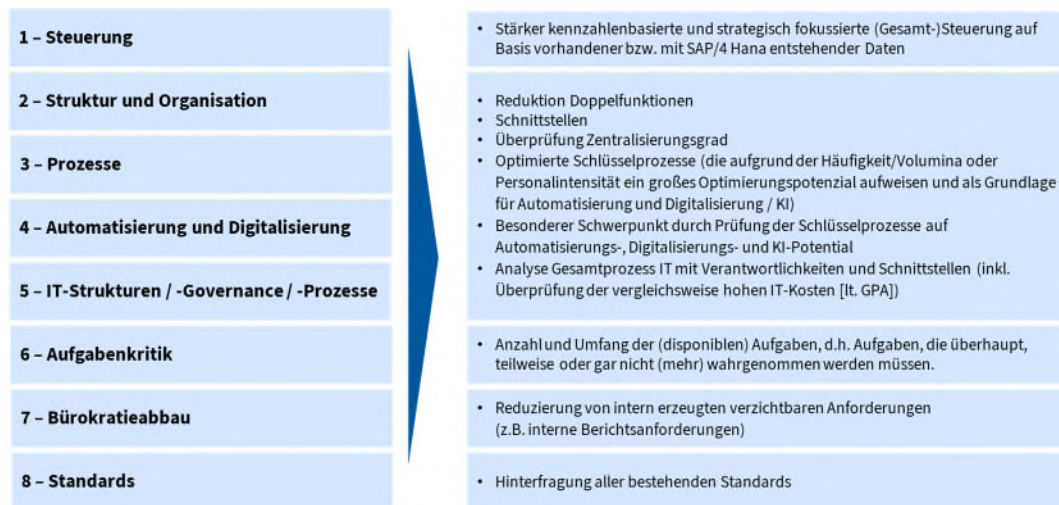 1 – Steuerung
• Stärker kennzahlenbasierte und strategisch fokussierte (Gesamt-)Steuerung auf
Basis vorhandener bzw. mit SAP/4 Hana entstehender Daten
2 – Struktur und Organisation
3 – Prozesse
4 – Automatisierung und Digitalisierung
5 – IT-Strukturen / -Governance / -Prozesse
• Reduktion Doppelfunktionen
• Schnittstellen
• Überprüfung Zentralisierungsgrad
• Optimierte Schlüsselprozesse (die aufgrund der Häufigkeit/Volumina oder
Personalintensität ein großes Optimierungspotenzial aufweisen und als Grundlage
für Automatisierung und Digitalisierung / KI)
• Besonderer Schwerpunkt durch Prüfung der Schlüsselprozesse auf
Automatisierungs-, Digitalisierungs- und KI-Potential
• Analyse Gesamtprozess IT mit Verantwortlichkeiten und Schnittstellen (inkl.
Überprüfung der vergleichsweise hohen IT-Kosten [lt. GPA])
6 – Aufgabenkritik
• Anzahl und Umfang der (disponiblen) Aufgaben, d.h. Aufgaben, die überhaupt,
teilweise oder gar nicht (mehr) wahrgenommen werden müssen.
7 – Bürokratieabbau
• Reduzierung von intern erzeugten verzichtbaren Anforderungen
(z.B. interne Berichtsanforderungen)
8 – Standards
• Hinterfragung aller bestehenden Standards